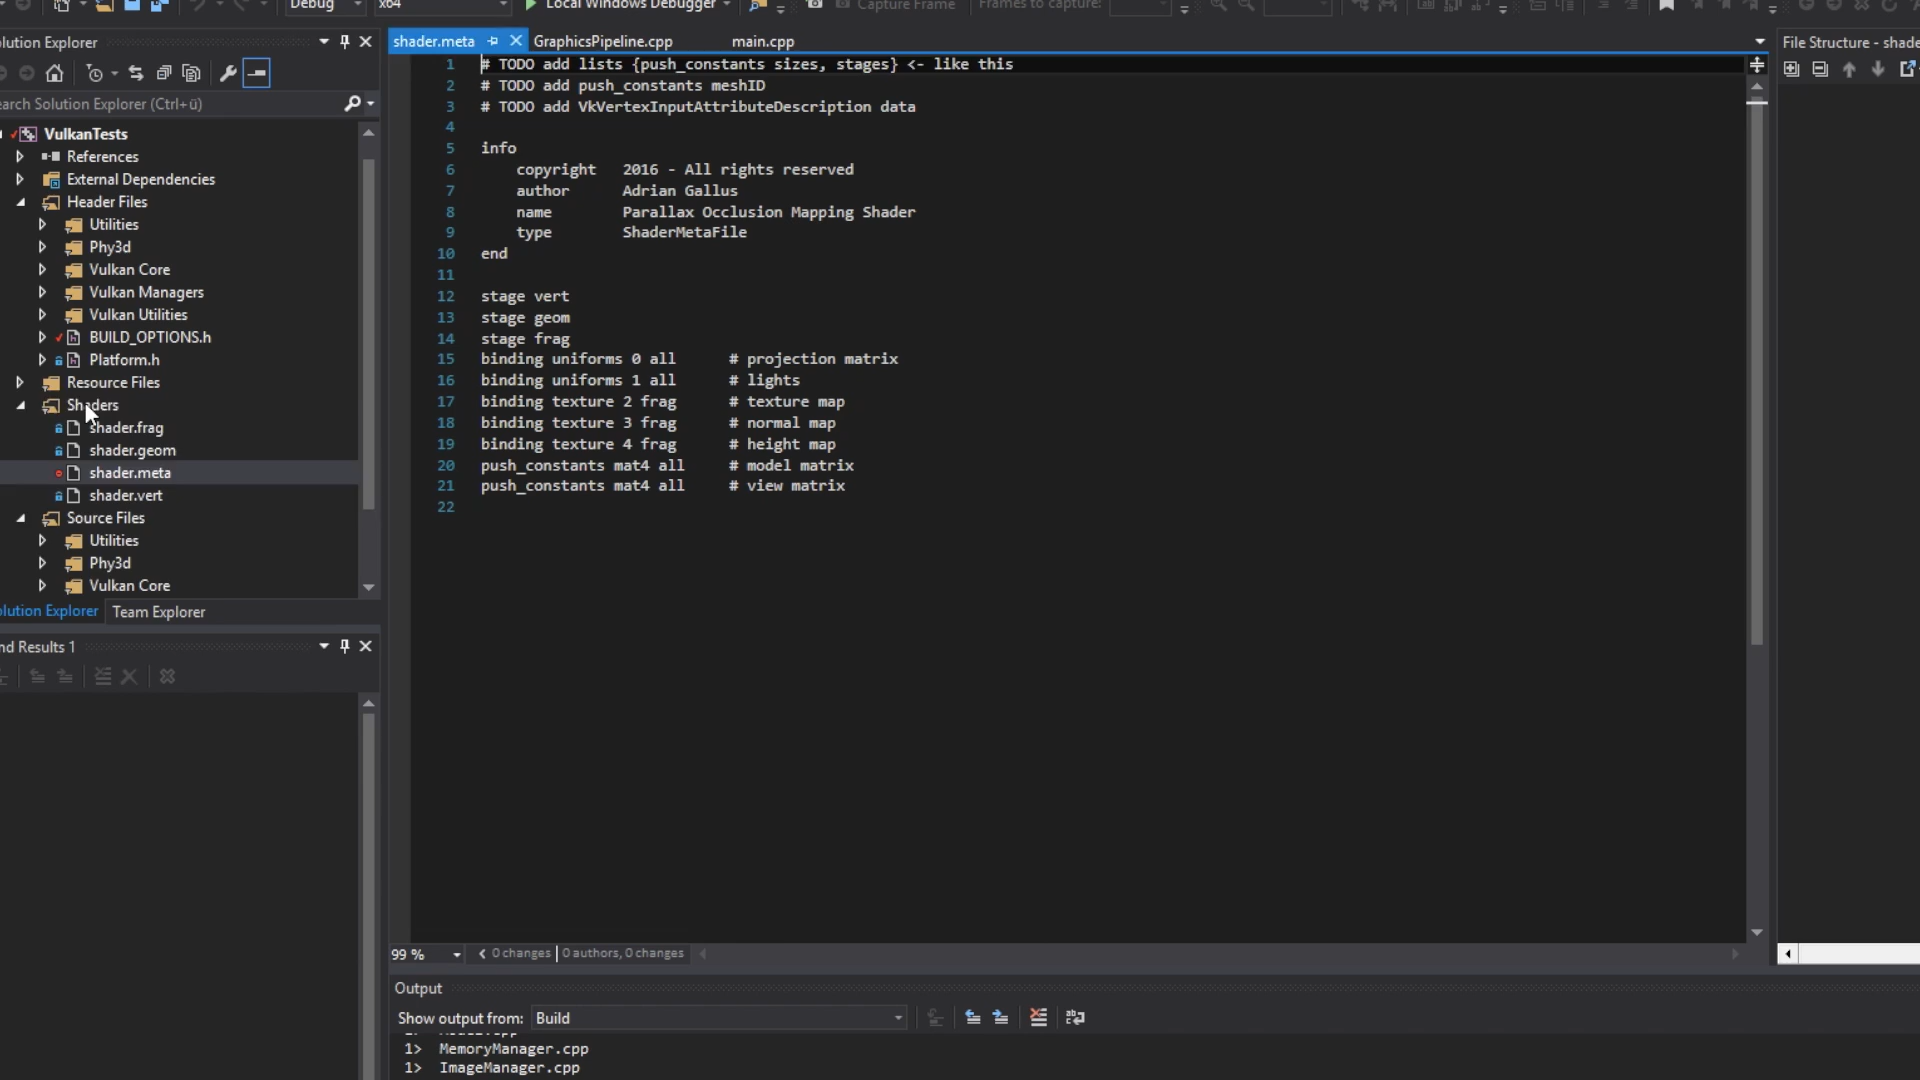 Debug x64 Local Windows Debugger Capture Frame Frames to capture:
olution Explorer
earch Solution Explorer (Ctrl+ü)
VulkanTests
References
External Dependencies
Header Files
Utilities
Phy3d
Vulkan Core
Vulkan Managers
Vulkan Utilities
BUILD_OPTIONS.h
Platform.h
Resource Files
Shaders
shader.frag
shader.geom
shader.meta
shader.vert
Source Files
Utilities
Phy3d
Vulkan Core
olution Explorer Team Explorer
nd Results 1
shader.meta GraphicsPipeline.cpp main.cpp
1 # TODO add lists {push_constants sizes, stages} <- like this
2 # TODO add push_constants meshID
3 # TODO add VkVertexInputAttributeDescription data
4
5 info
6 copyright 2016 - All rights reserved
7 author Adrian Gallus
8 name Parallax Occlusion Mapping Shader
9 type ShaderMetaFile
10 end
11
12 stage vert
13 stage geom
14 stage frag
15 binding uniforms 0 all # projection matrix
16 binding uniforms 1 all # lights
17 binding texture 2 frag # texture map
18 binding texture 3 frag # normal map
19 binding texture 4 frag # height map
20 push_constants mat4 all # model matrix
21 push_constants mat4 all # view matrix
22
99 % 0 changes | 0 authors, 0 changes
Output
Show output from: Build
1> MemoryManager.cpp
1> ImageManager.cpp
File Structure - shade